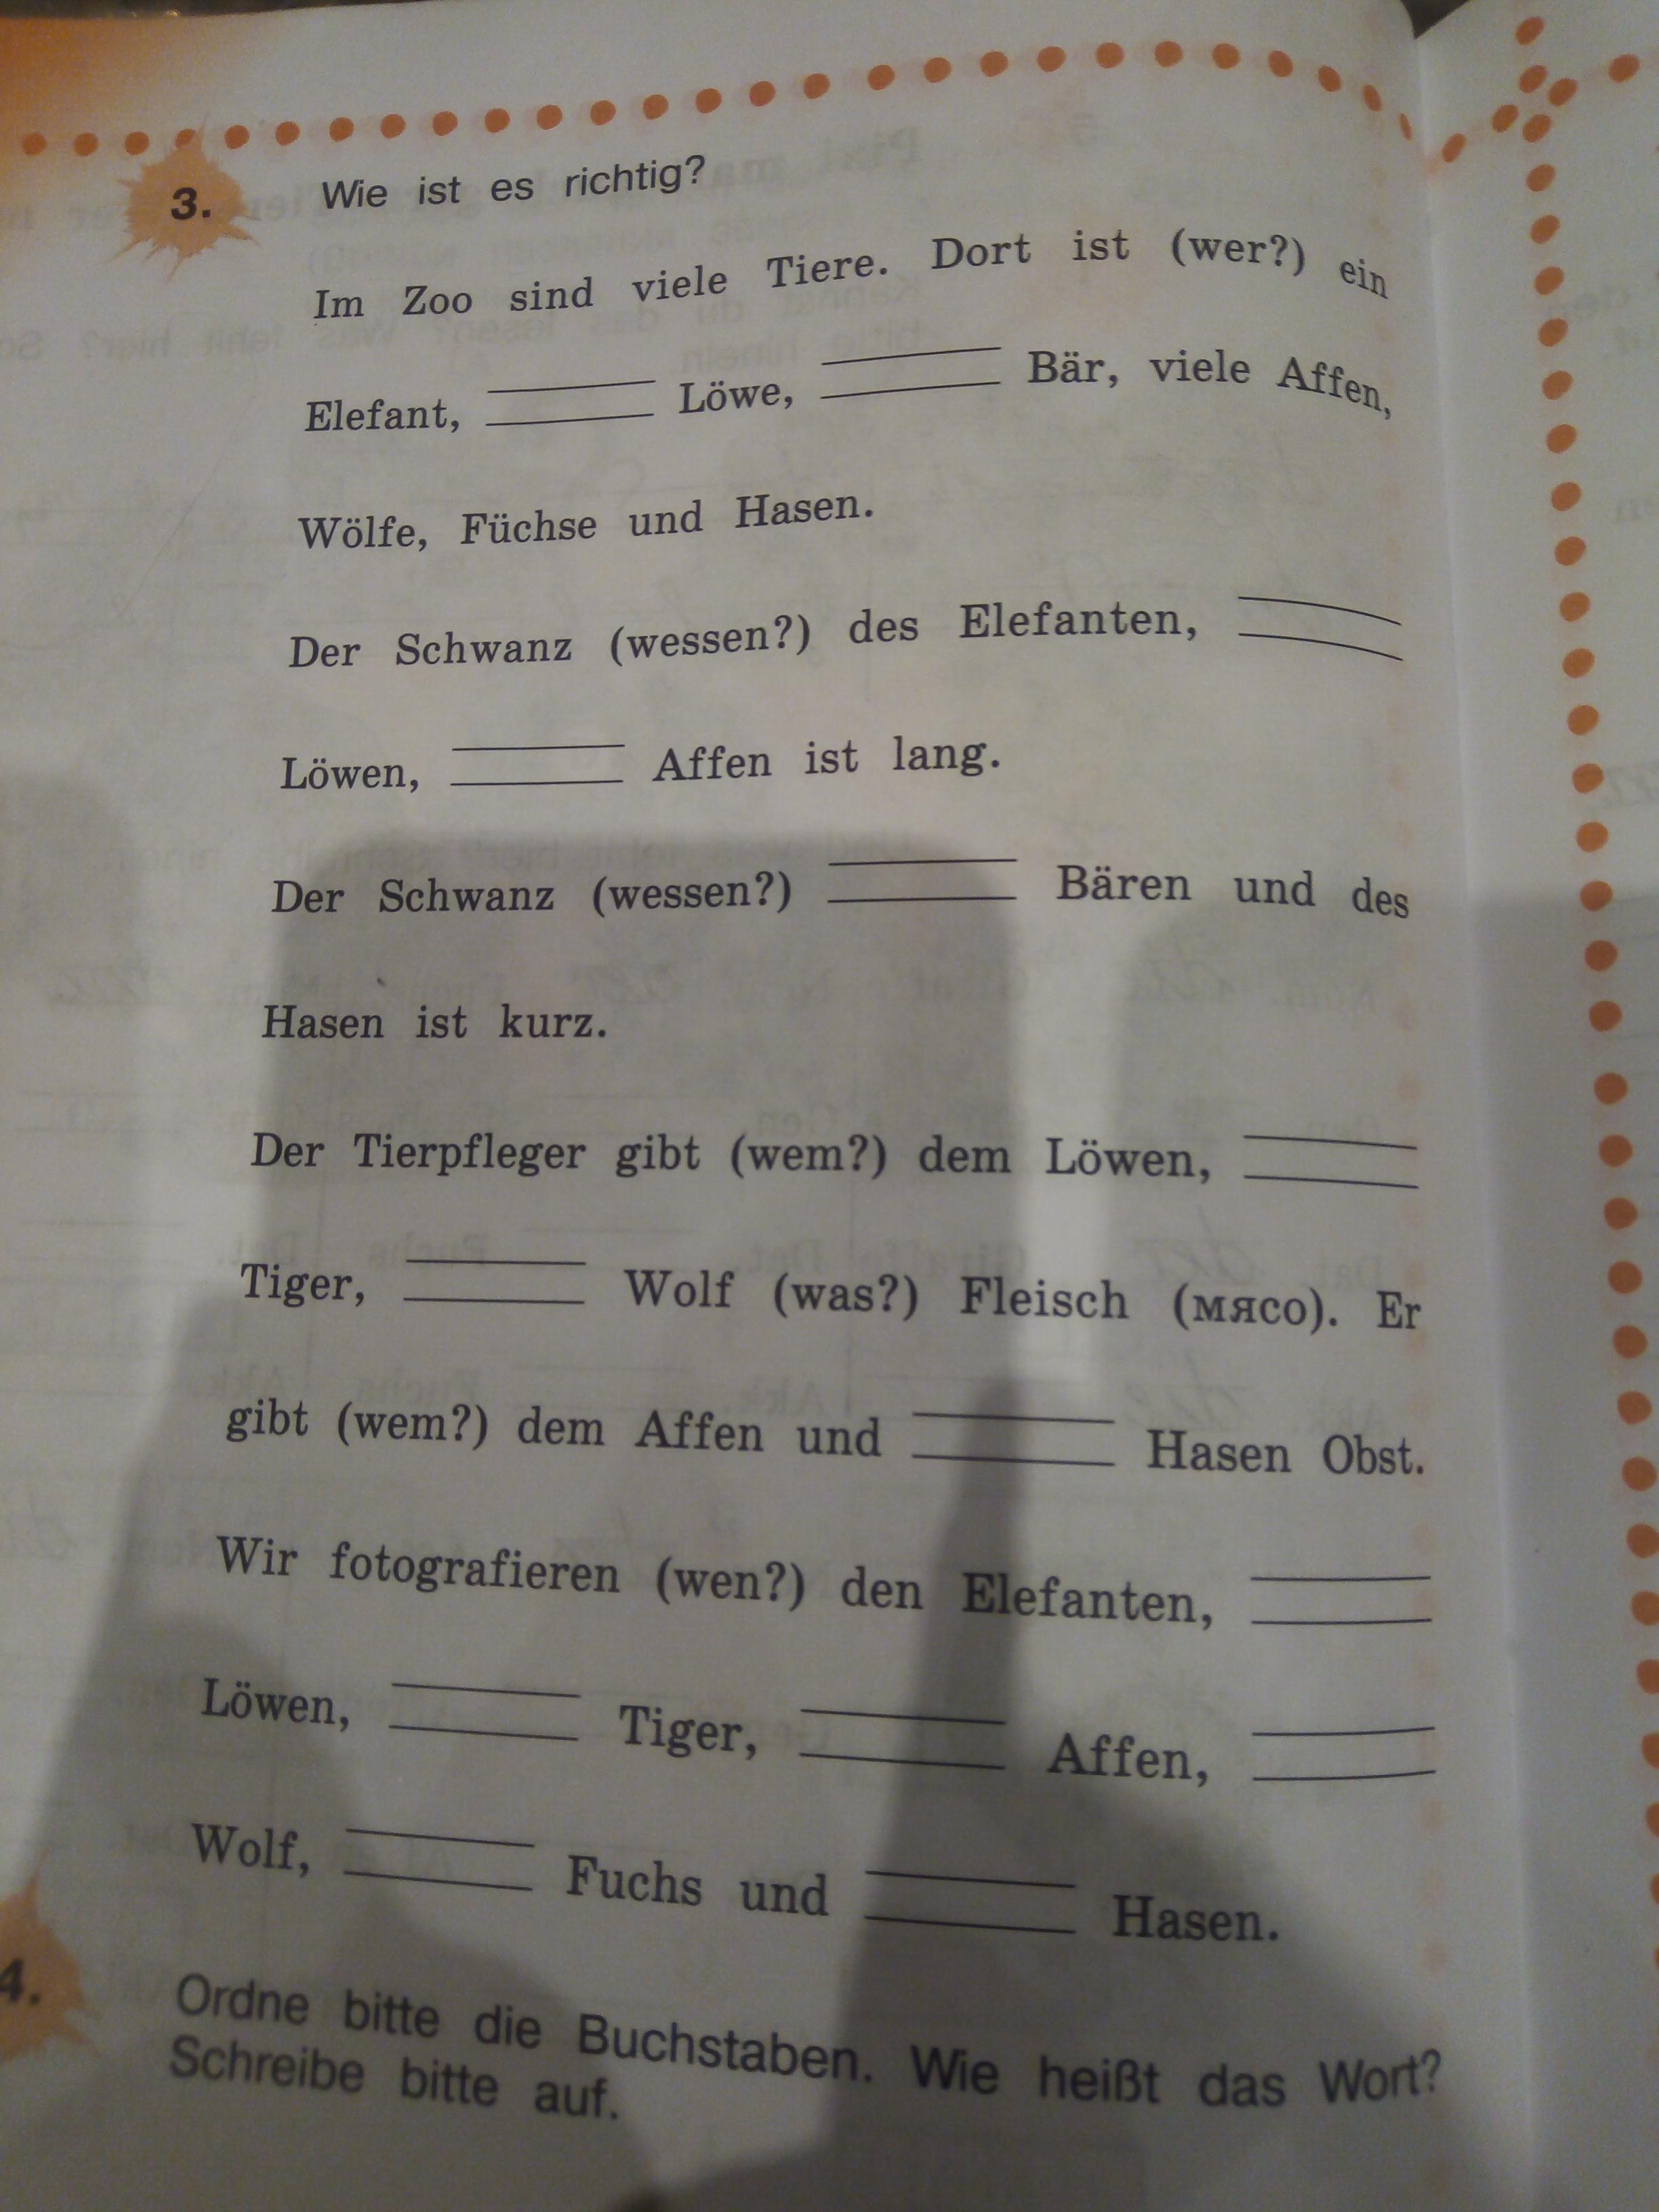 3. Wie ist es richtig?
Im Zoo sind viele Tiere. Dort ist (wer?) ein
Elefant, Löwe, Bär, viele Affen,
Wölfe, Füchse und Hasen.
Der Schwanz (wessen?) des Elefanten,
Löwen, Affen ist lang.
Der Schwanz (wessen?) Bären und des
Hasen ist kurz.
Der Tierpfleger gibt (wem?) dem Löwen,
Tiger, Wolf (was?) Fleisch (мясо). Er
gibt (wem?) dem Affen und Hasen Obst.
Wir fotografieren (wen?) den Elefanten,
Löwen, Tiger, Affen,
Wolf, Fuchs und Hasen.
4. Ordne bitte die Buchstaben. Wie heißt das Wort?
Schreibe bitte auf.